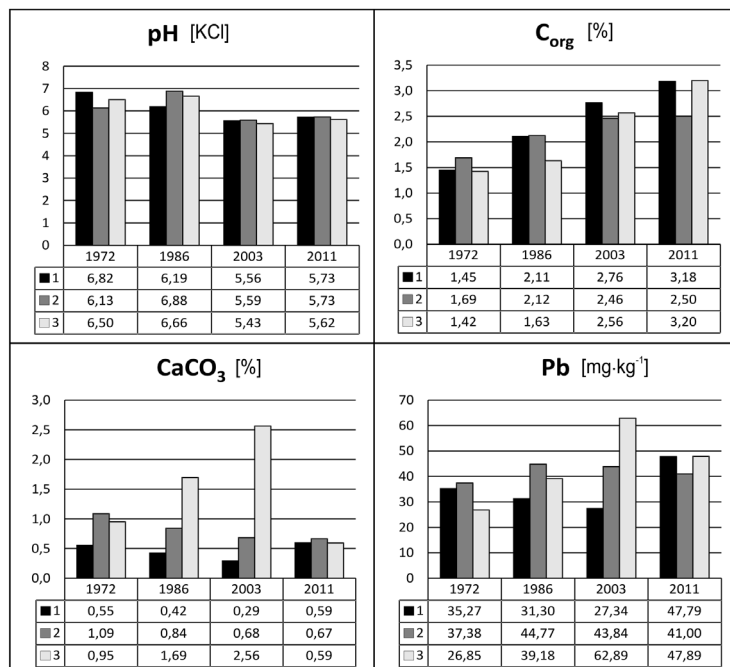 pH [KCl]
8
7
6
5
4
3
2
1
0
1972 1986 2003 2011
1 6,82 6,19 5,56 5,73
2 6,13 6,88 5,59 5,73
3 6,50 6,66 5,43 5,62
Corg [%]
3,5
3,0
2,5
2,0
1,5
1,0
0,5
0,0
1972 1986 2003 2011
1 1,45 2,11 2,76 3,18
2 1,69 2,12 2,46 2,50
3 1,42 1,63 2,56 3,20
CaCO₃ [%]
3,0
2,5
2,0
1,5
1,0
0,5
0,0
1972 1986 2003 2011
1 0,55 0,42 0,29 0,59
2 1,09 0,84 0,68 0,67
3 0,95 1,69 2,56 0,59
Pb [mg·kg⁻¹]
70
60
50
40
30
20
10
0
1972 1986 2003 2011
1 35,27 31,30 27,34 47,79
2 37,38 44,77 43,84 41,00
3 26,85 39,18 62,89 47,89